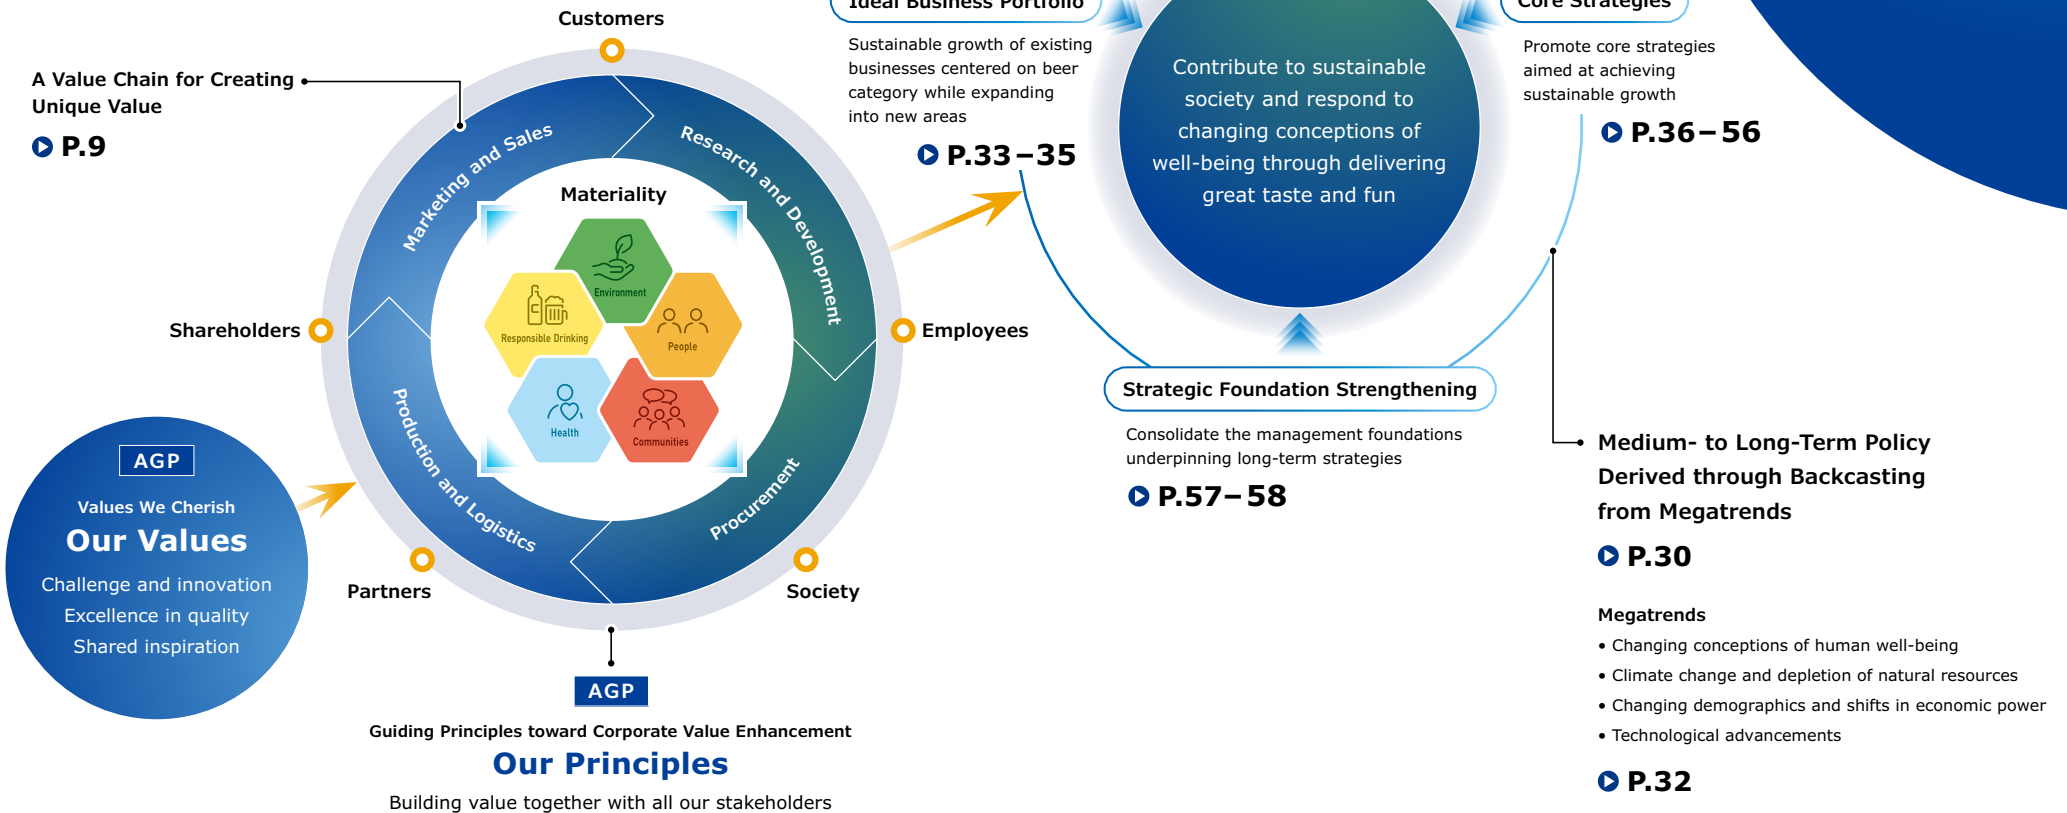 Customers
A Value Chain for Creating
Unique Value
P.9
Marketing and Sales
Research and Development
Procurement
Production and Logistics
Materiality
Environment
Responsible Drinking
People
Health
Communities
Shareholders
Employees
Partners
Society
AGP
Values We Cherish
Our Values
Challenge and innovation
Excellence in quality
Shared inspiration
AGP
Guiding Principles toward Corporate Value Enhancement
Our Principles
Building value together with all our stakeholders
Ideal Business Portfolio
Sustainable growth of existing
businesses centered on beer
category while expanding
into new areas
P.33–35
Contribute to sustainable
society and respond to
changing conceptions of
well-being through delivering
great taste and fun
Core Strategies
Promote core strategies
aimed at achieving
sustainable growth
P.36–56
Strategic Foundation Strengthening
Consolidate the management foundations
underpinning long-term strategies
P.57–58
Medium- to Long-Term Policy
Derived through Backcasting
from Megatrends
P.30
Megatrends
• Changing conceptions of human well-being
• Climate change and depletion of natural resources
• Changing demographics and shifts in economic power
• Technological advancements
P.32